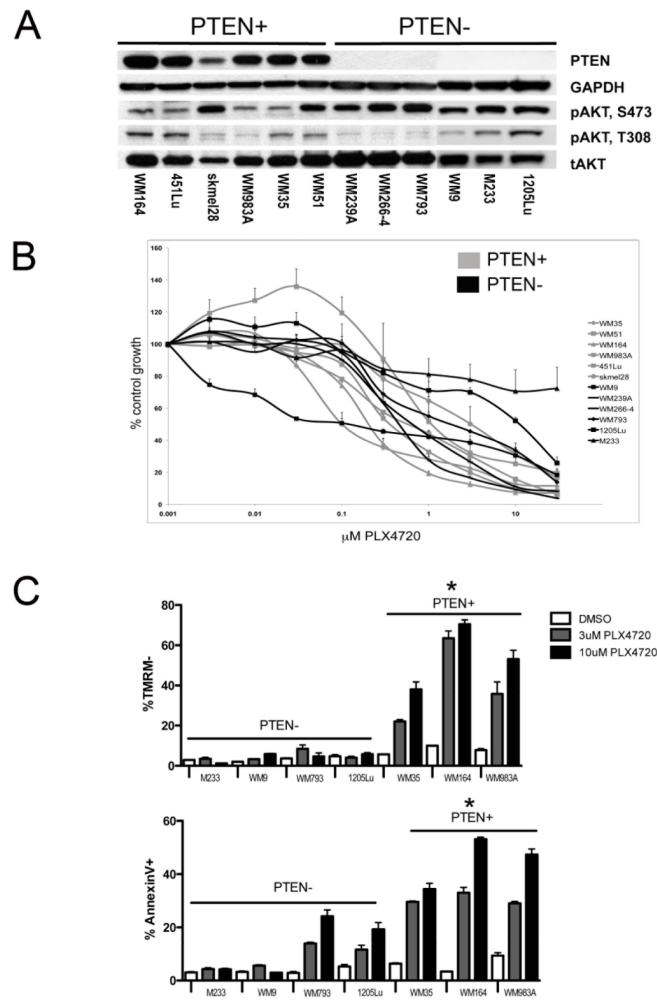 A
PTEN+ PTEN-
PTEN
GAPDH
pAKT, S473
pAKT, T308
tAKT
WM164 451Lu skmel28 WM983A WM35 WM51 WM239A WM266-4 WM793 WM9 M233 1205Lu
B
PTEN+
PTEN-
160
140
120
100
80
60
40
20
0
% control growth
WM35
WM51
WM164
WM983A
451Lu
skmel28
WM9
WM239A
WM266-4
WM793
1205Lu
M233
0.001 0.01 0.1 1 10
μM PLX4720
C
*
PTEN+
DMSO
3uM PLX4720
10uM PLX4720
80
60
40
20
0
%TMRM-
PTEN-
M233 WM9 WM793 1205Lu WM35 WM164 WM983A
*
PTEN+
60
40
20
0
% AnnexinV+
PTEN-
M233 WM9 WM793 1205Lu WM35 WM164 WM983A